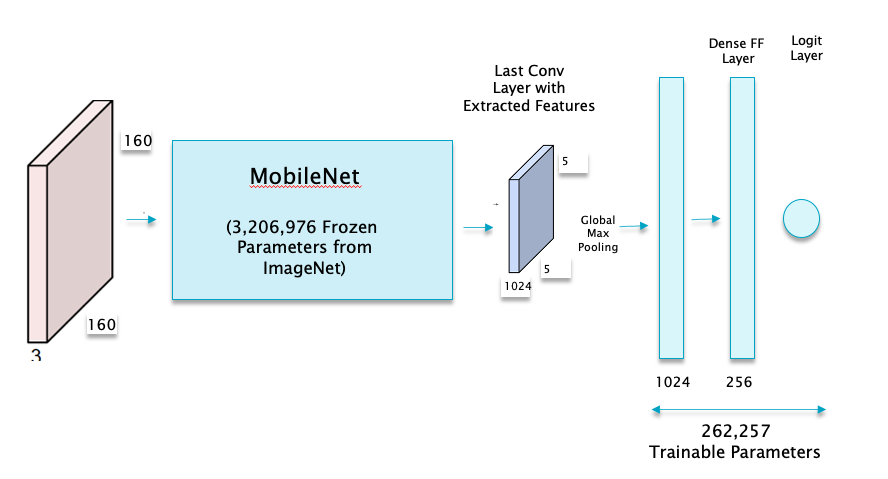 160
160
3
MobileNet
(3,206,976 Frozen
Parameters from
ImageNet)
Last Conv
Layer with
Extracted Features
5
5
1024
Global
Max
Pooling
Dense FF
Layer
Logit
Layer
1024
256
262,257
Trainable Parameters